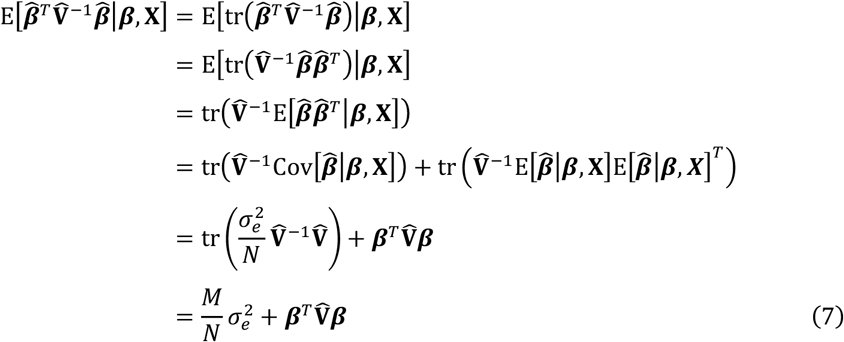 E[𝜷̂ᵀ𝐕̂⁻¹𝜷̂|𝜷, 𝐗] = E[tr(𝜷̂ᵀ𝐕̂⁻¹𝜷̂)|𝜷, 𝐗]
= E[tr(𝐕̂⁻¹𝜷̂𝜷̂ᵀ)|𝜷, 𝐗]
= tr(𝐕̂⁻¹E[𝜷̂𝜷̂ᵀ|𝜷, 𝐗])
= tr(𝐕̂⁻¹Cov[𝜷̂|𝜷, 𝐗]) + tr(𝐕̂⁻¹E[𝜷̂|𝜷, 𝐗]E[𝜷̂|𝜷, 𝑿]ᵀ)
= tr(σₑ²/N 𝐕̂⁻¹𝐕̂) + 𝜷ᵀ𝐕̂𝜷
= M/N σₑ² + 𝜷ᵀ𝐕̂𝜷 (7)